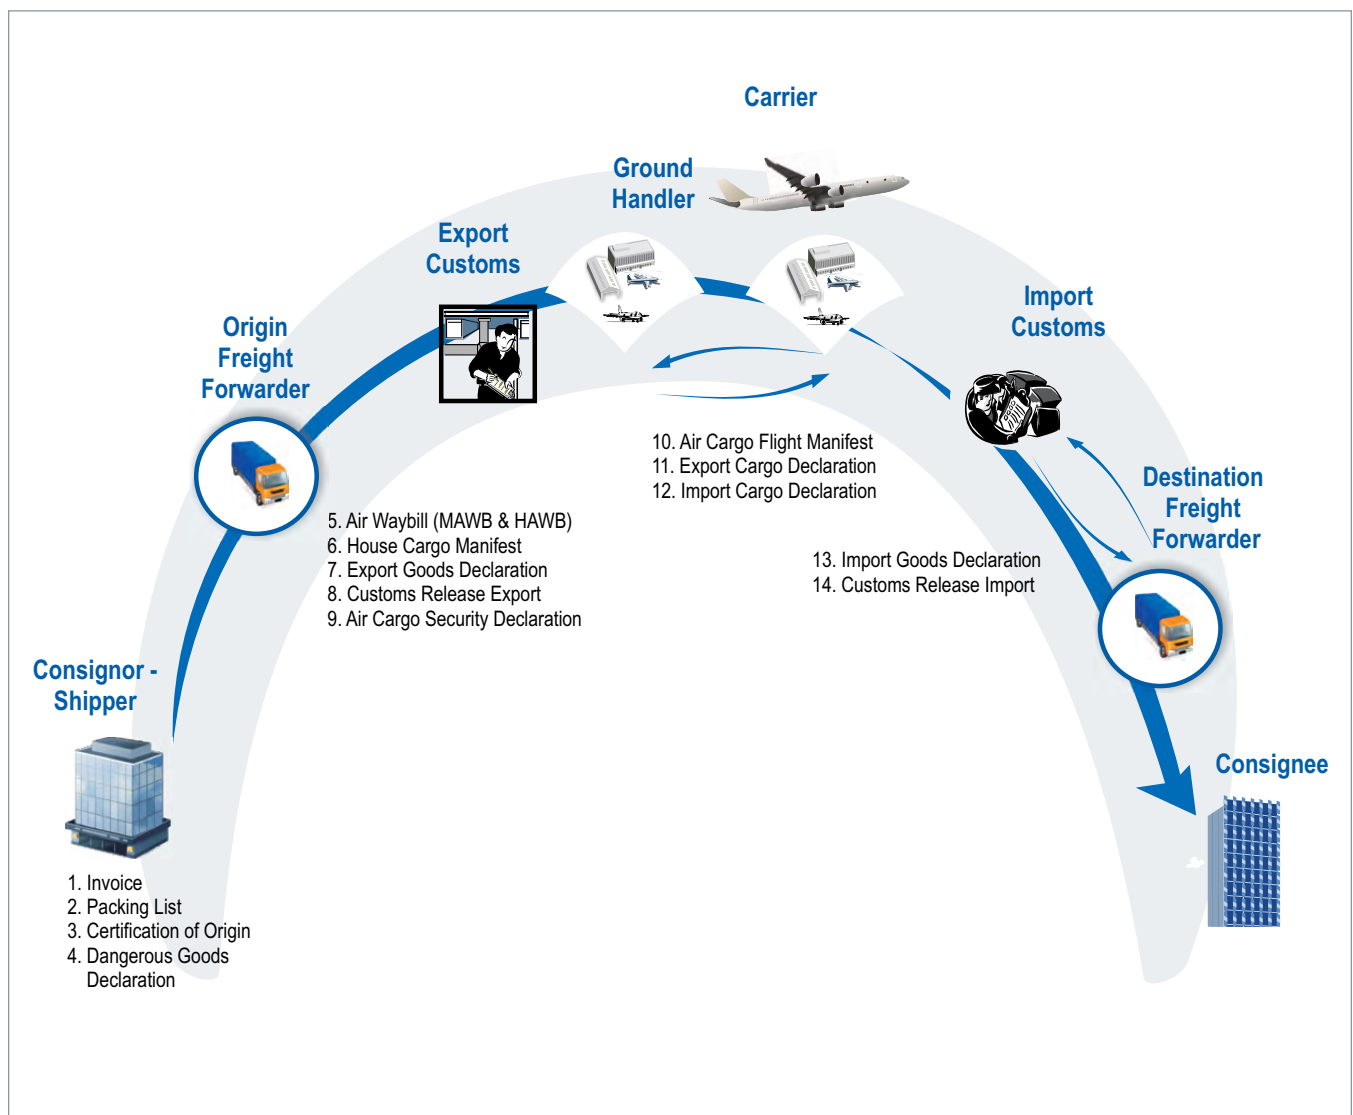 Carrier
Ground
Handler
Export
Customs
Import
Customs
Origin
Freight
Forwarder
10. Air Cargo Flight Manifest
11. Export Cargo Declaration
12. Import Cargo Declaration
Destination
Freight
Forwarder
5. Air Waybill (MAWB & HAWB)
6. House Cargo Manifest
7. Export Goods Declaration
8. Customs Release Export
9. Air Cargo Security Declaration
13. Import Goods Declaration
14. Customs Release Import
Consignor -
Shipper
Consignee
1. Invoice
2. Packing List
3. Certification of Origin
4. Dangerous Goods
Declaration